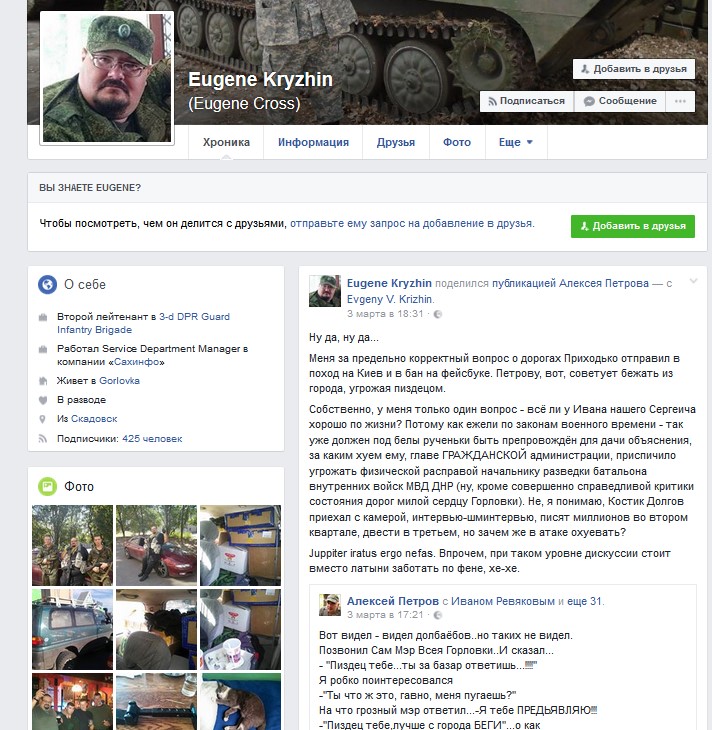 Eugene Kryzhin
(Eugene Cross)
Добавить в друзья
Подписаться
Сообщение
Хроника
Информация
Друзья
Фото
Еще
ВЫ ЗНАЕТЕ EUGENE?
Чтобы посмотреть, чем он делится с друзьями, отправьте ему запрос на добавление в друзья.
Добавить в друзья
О себе
Второй лейтенант в 3-d DPR Guard
Infantry Brigade
Работал Service Department Manager в
компании «Сахинфо»
Живет в Gorlovka
В разводе
Из Скадовск
Подписчики: 425 человек
Фото
Eugene Kryzhin поделился публикацией Алексея Петрова — с
Evgeny V. Krizhin.
3 марта в 18:31 ·
Ну да, ну да...
Меня за предельно корректный вопрос о дорогах Приходько отправил в
поход на Киев и в бан на фейсбуке. Петрову, вот, советует бежать из
города, угрожая пиздецом.
Собственно, у меня только один вопрос - всё ли у Ивана нашего Сергеича
хорошо по жизни? Потому как ежели по законам военного времени - так
уже должон под белы рученьки быть препровождён для дачи объяснения,
за каким хуем ему, главе ГРАЖДАНСКОЙ администрации, приспичило
угрожать физической расправой начальнику разведки батальона
внутренних войск МВД ДНР (ну, кроме совершенно справедливой критики
состояния дорог милой сердцу Горловки). Не, я понимаю, Костик Долгов
приехал с камерой, интервью-шминтервью, писят миллионов во втором
квартале, двести в третьем, но зачем же в атаке охуевать?
Juppiter iratus ergo nefas. Впрочем, при таком уровне дискуссии стоит
вместо латыни заботать по фене, хе-хе.
Алексей Петров с Иваном Ревяковым и еще 31.
3 марта в 17:21 ·
Вот видел - видел долбаёбов..но таких не видел.
Позвонил Сам Мэр Всея Горловки..И сказал...
- "Пиздец тебе...ты за базар ответишь...!!!!"
Я робко поинтересовался
-"Ты что ж это, гавно, меня пугаешь?"
На что грозный мэр ответил...-Я тебе ПРЕДЬЯВЛЯЮ!!!
-"Пиздец тебе,лучше с города БЕГИ"...о как